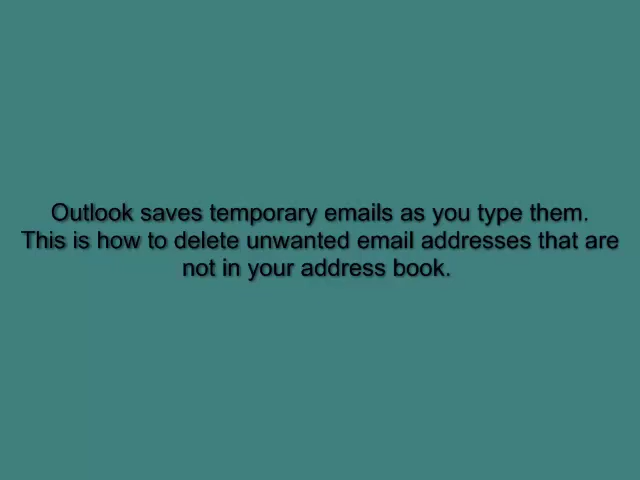 Outlook saves temporary emails as you type them.
This is how to delete unwanted email addresses that are
not in your address book.